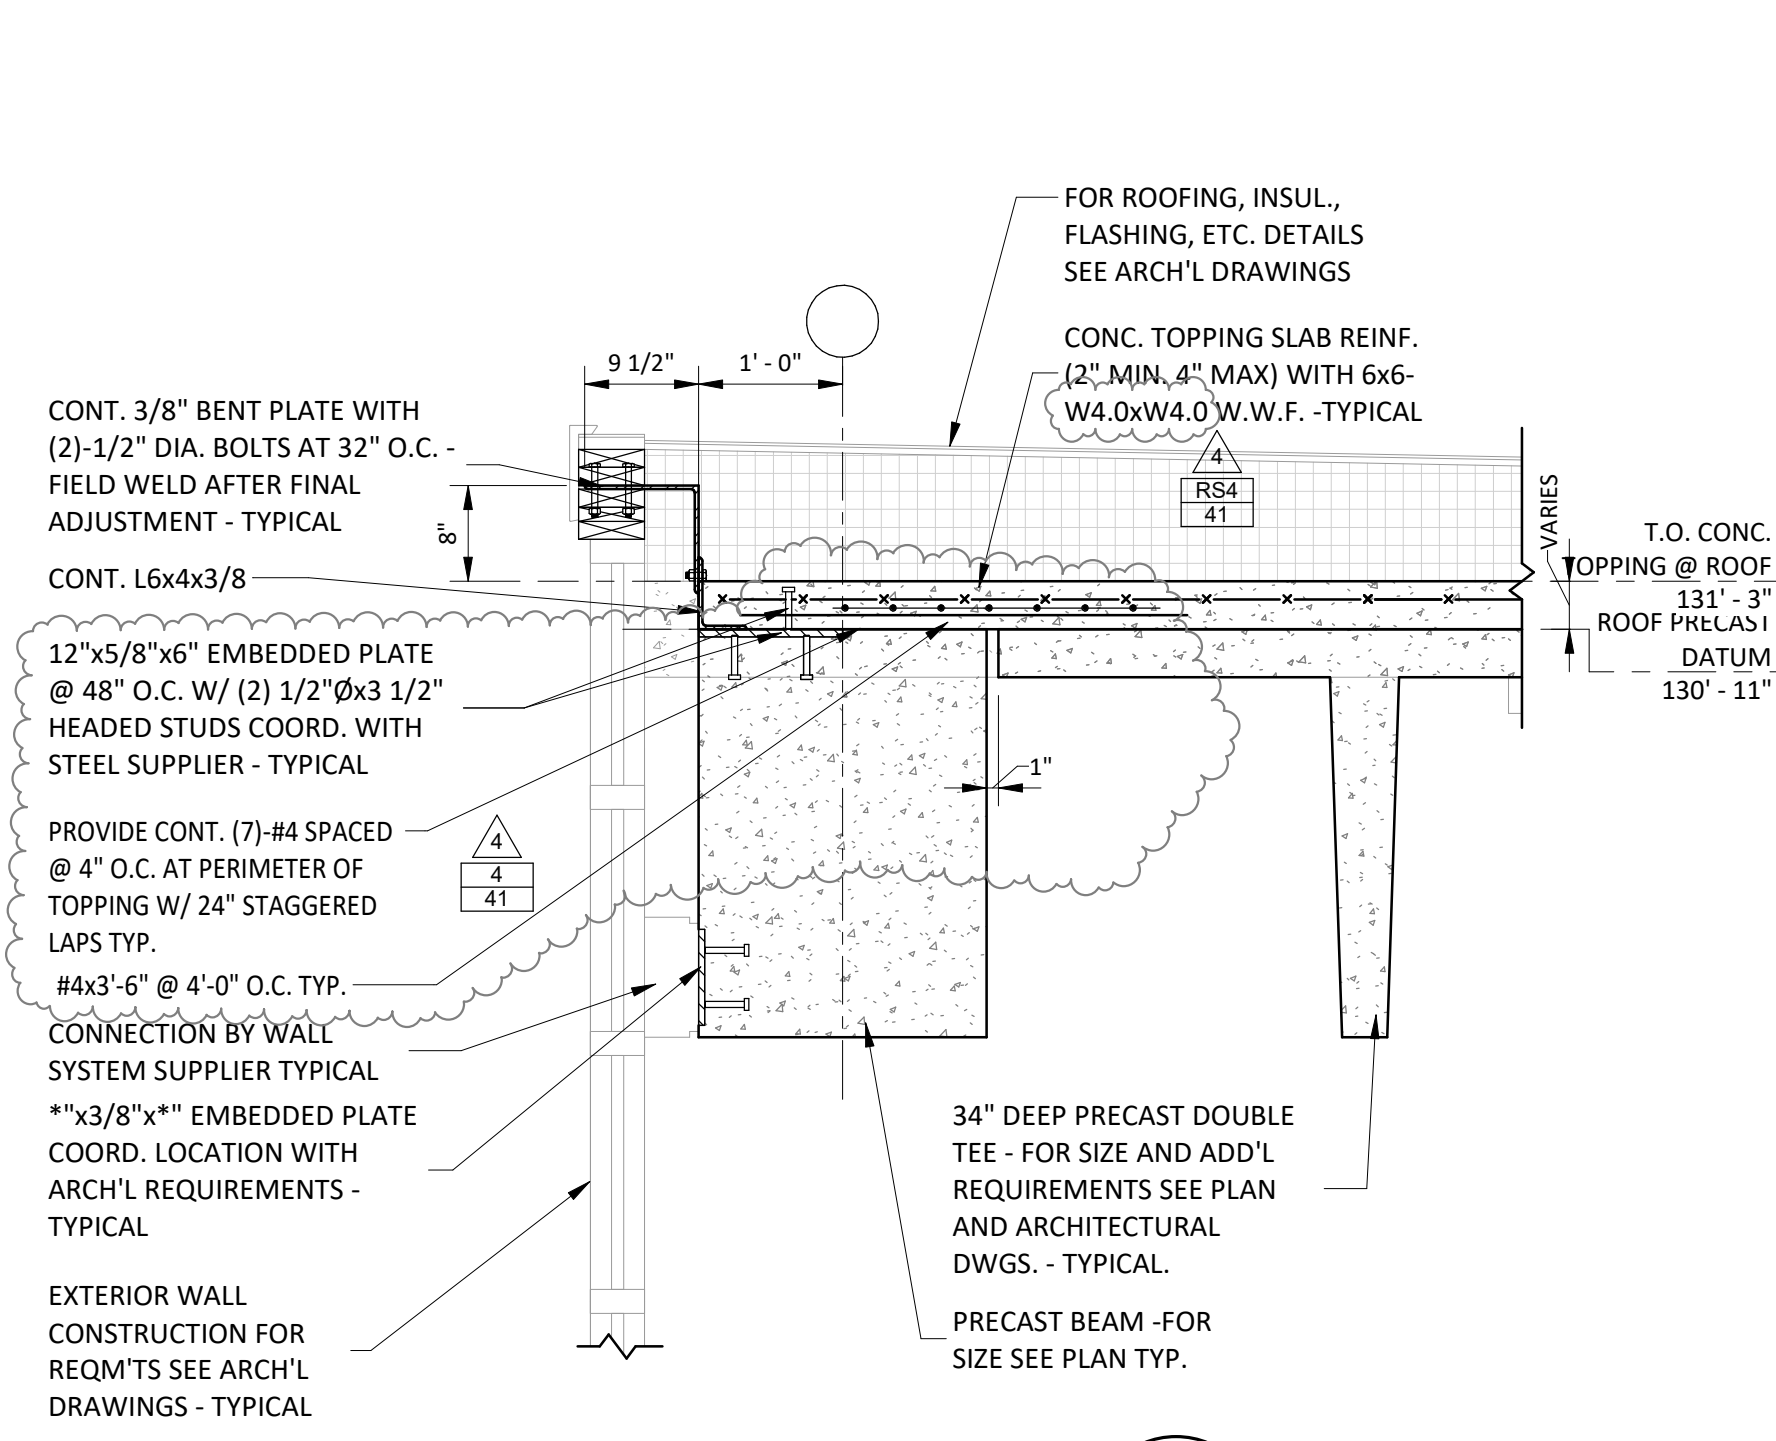 FOR ROOFING, INSUL.,
FLASHING, ETC. DETAILS
SEE ARCH'L DRAWINGS
CONC. TOPPING SLAB REINF.
(2" MIN. 4" MAX) WITH 6x6-
W4.0xW4.0 W.W.F. -TYPICAL
4
RS4
41
9 1/2"
1' - 0"
8"
CONT. 3/8" BENT PLATE WITH
(2)-1/2" DIA. BOLTS AT 32" O.C. -
FIELD WELD AFTER FINAL
ADJUSTMENT - TYPICAL
CONT. L6x4x3/8
12"x5/8"x6" EMBEDDED PLATE
@ 48" O.C. W/ (2) 1/2"Øx3 1/2"
HEADED STUDS COORD. WITH
STEEL SUPPLIER - TYPICAL
PROVIDE CONT. (7)-#4 SPACED
@ 4" O.C. AT PERIMETER OF
TOPPING W/ 24" STAGGERED
LAPS TYP.
4
4
41
#4x3'-6" @ 4'-0" O.C. TYP.
CONNECTION BY WALL
SYSTEM SUPPLIER TYPICAL
*"x3/8"x*" EMBEDDED PLATE
COORD. LOCATION WITH
ARCH'L REQUIREMENTS -
TYPICAL
EXTERIOR WALL
CONSTRUCTION FOR
REQM'TS SEE ARCH'L
DRAWINGS - TYPICAL
1"
VARIES
T.O. CONC.
TOPPING @ ROOF
131' - 3"
ROOF PRECAST
DATUM
130' - 11"
34" DEEP PRECAST DOUBLE
TEE - FOR SIZE AND ADD'L
REQUIREMENTS SEE PLAN
AND ARCHITECTURAL
DWGS. - TYPICAL.
PRECAST BEAM -FOR
SIZE SEE PLAN TYP.